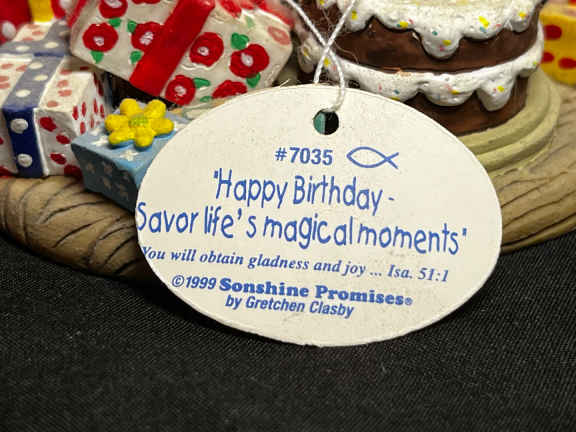 #7035
"Happy Birthday -
Savor life's magical moments"
You will obtain gladness and joy ... Isa. 51:1
©1999 Sonshine Promises®
by Gretchen Clasby